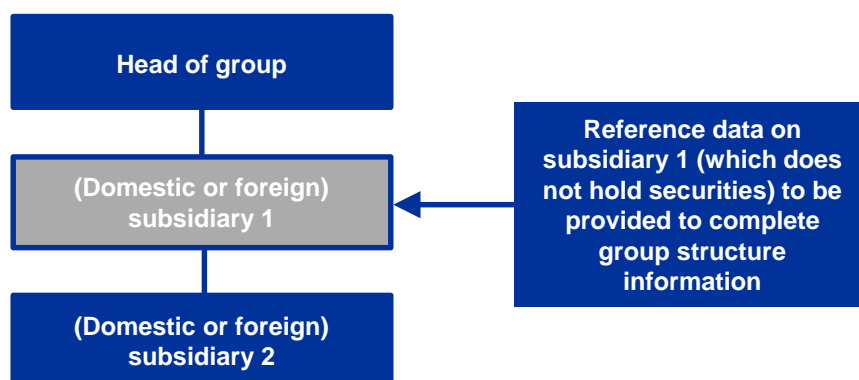 Head of group
(Domestic or foreign)
subsidiary 1
Reference data on
subsidiary 1 (which does
not hold securities) to be
provided to complete
group structure
information
(Domestic or foreign)
subsidiary 2